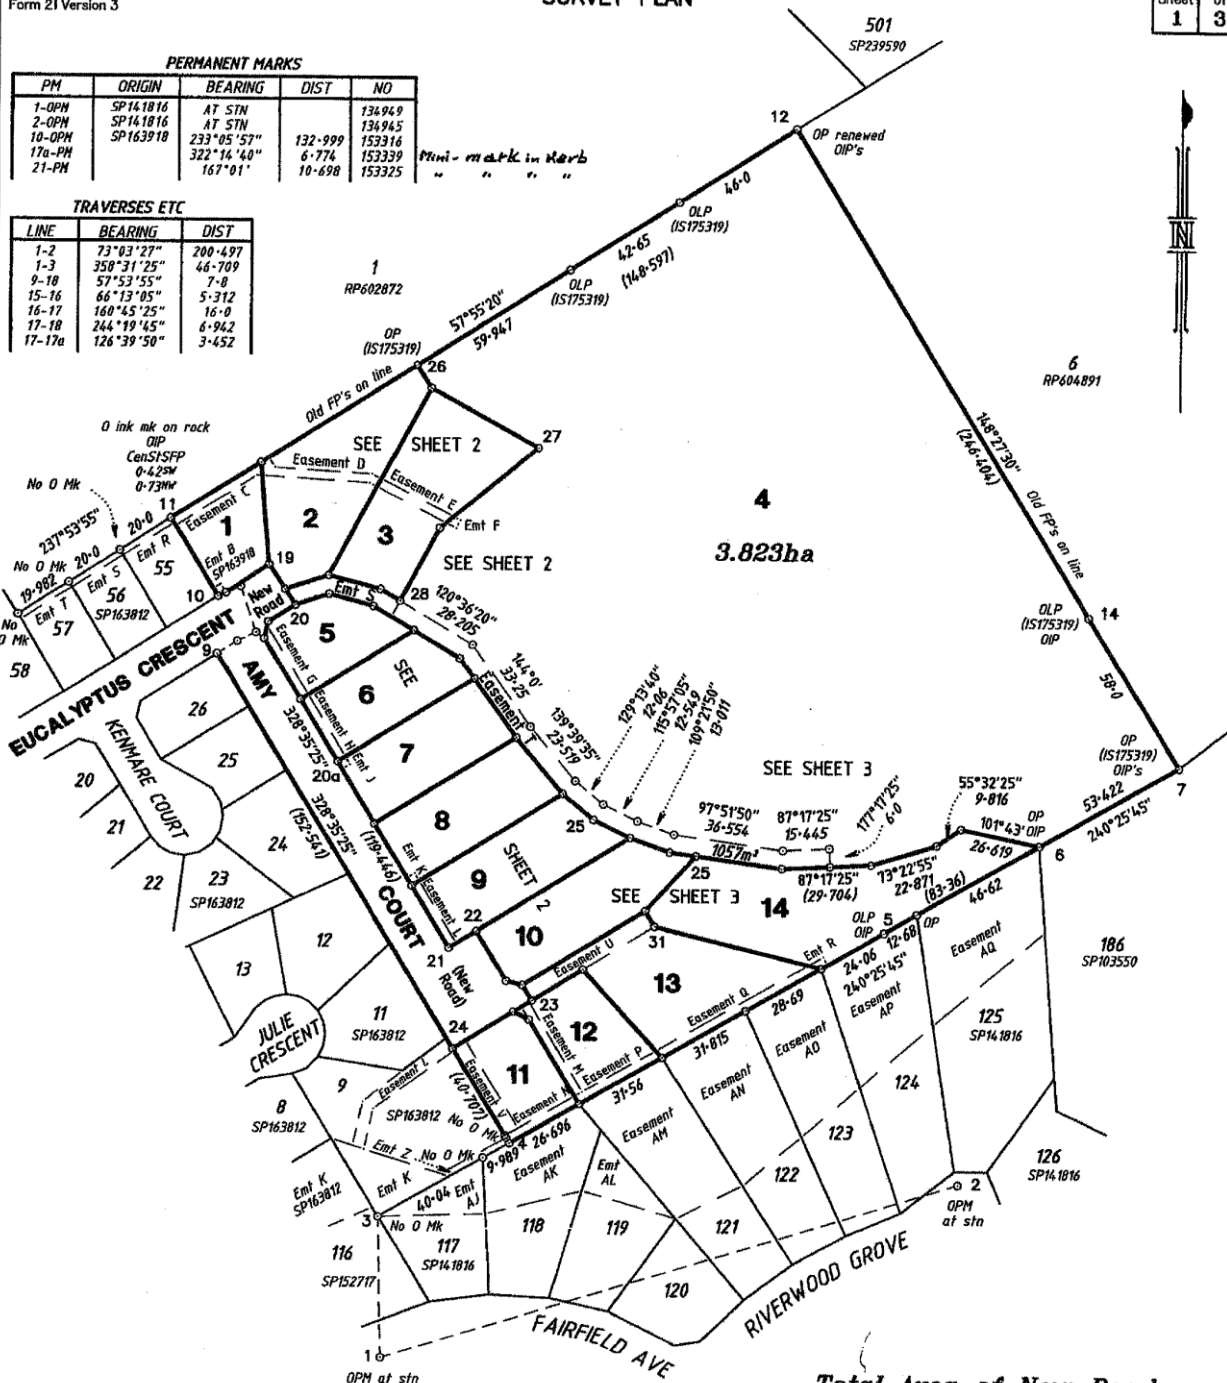 Form 21 Version 3
SURVEY PLAN
Sheet of
1 3
PERMANENT MARKS
PM ORIGIN BEARING DIST NO
1-OPM SP141816 AT STN 134949
2-OPM SP141816 AT STN 134945
10-OPM SP163918 233°05'57" 132·999 153316
17a-PM 322°14'40" 6·774 153339 Mini-mark in Kerb
21-PM 167°01' 10·698 153325 " " " "
TRAVERSES ETC
LINE BEARING DIST
1-2 73°03'27" 200·497
1-3 358°31'25" 46·709
9-18 57°53'55" 7·8
15-16 66°13'05" 5·312
16-17 160°45'25" 16·0
17-18 244°19'45" 6·942
17-17a 126°39'50" 3·452
501
SP239590
12
OP renewed
OIP's
46·0
OLP
(IS175319)
42·65
(148·597)
OLP
(IS175319)
57°55'20"
59·947
1
RP602872
OP
(IS175319)
26
Old FP's on line
N
6
RP604891
148°27'30"
(246·404)
Old FP's on line
4
3.823ha
27
SEE SHEET 2
Easement D
Easement E
Emt F
O ink mk on rock
OIP
CenStSFP
0·42SW
0·73NW
No O Mk
11
Easement C
1
2
3
SEE SHEET 2
237°53'55"
20·0
20·0
19·982
No O Mk
Emt R
55
Emt S
56
SP163812
Emt T
57
No
O Mk
58
Emt B
SP163918
10
19
New
Road
20
Emt S
28
120°36'20"
28·205
14
OLP
(IS175319)
OIP
58·0
EUCALYPTUS CRESCENT
9
AMY
COURT
(New
Road)
5
Easement G
6
SEE
SHEET 2
Easement H
Emt J
7
Easement T
144°0'
33·25
139°39'35"
23·519
129°13'40"
12·06
115°57'05"
12·549
109°21'50"
13·011
SEE SHEET 3
OP
(IS175319)
OIP's
7
53·422
240°25'45"
KENMARE COURT
26
25
24
20
21
22
23
SP163812
328°35'25"
20a
328°35'25"
(152·541)
(119·446)
8
9
Emt K
Easement L
25
97°51'50"
36·554
87°17'25"
15·445
177°17'25"
6·0
55°32'25"
9·816
101°43'
26·619
OP
OIP
6
1057m²
25
87°17'25"
(29·704)
73°22'55"
22·871
(83·36)
46·62
SEE SHEET 3
14
22
21
10
31
Easement U
13
Emt R
OLP
OIP
5
12·68
OP
24·06
240°25'45"
Easement
AP
Easement
AQ
186
SP103550
125
SP141816
12
13
11
SP163812
JULIE
CRESCENT
9
8
SP163812
24
23
Easement M
12
11
Easement N
Easement P
Easement Q
28·69
31·815
31·56
Easement
AO
Easement
AN
Easement
AM
124
123
122
121
Easement L
SP163812
Easement V
(40·707)
No O Mk
4
26·696
9·989
Easement
AK
Emt
AL
Emt Z
No O Mk
Emt K
40·04
Emt
AJ
Emt K
SP163812
3
No O Mk
116
SP152717
117
SP141816
118
119
120
126
SP141816
2
OPM
at stn
RIVERWOOD GROVE
FAIRFIELD AVE
1
OPM at stn